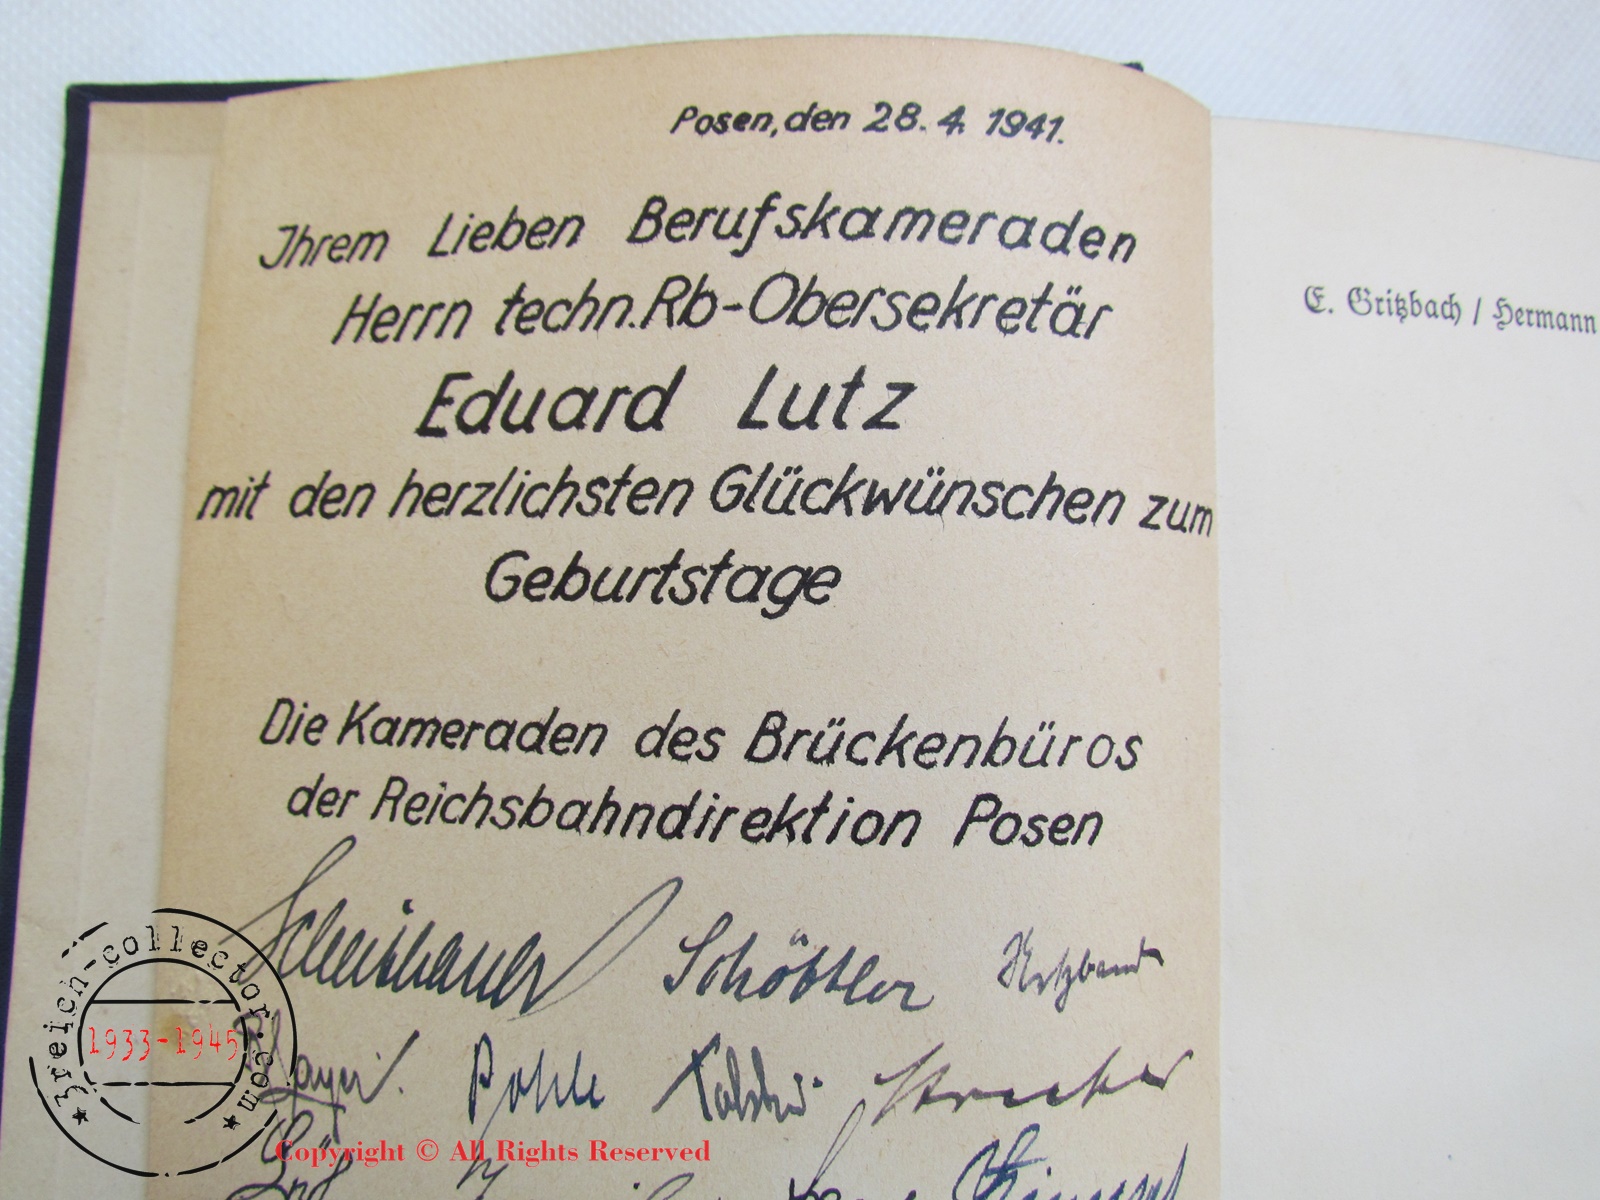 Posen, den 28. 4. 1941.
Ihrem Lieben Berufskameraden
Herrn techn. Rb-Obersekretär
Eduard Lutz
mit den herzlichsten Glückwünschen zum
Geburtstage
Die Kameraden des Brückenbüros
der Reichsbahndirektion Posen
Schöttler
Pohle
E. Gritzbach / Hermann
3reich-collector.com
1933-1945
Copyright © All Rights Reserved